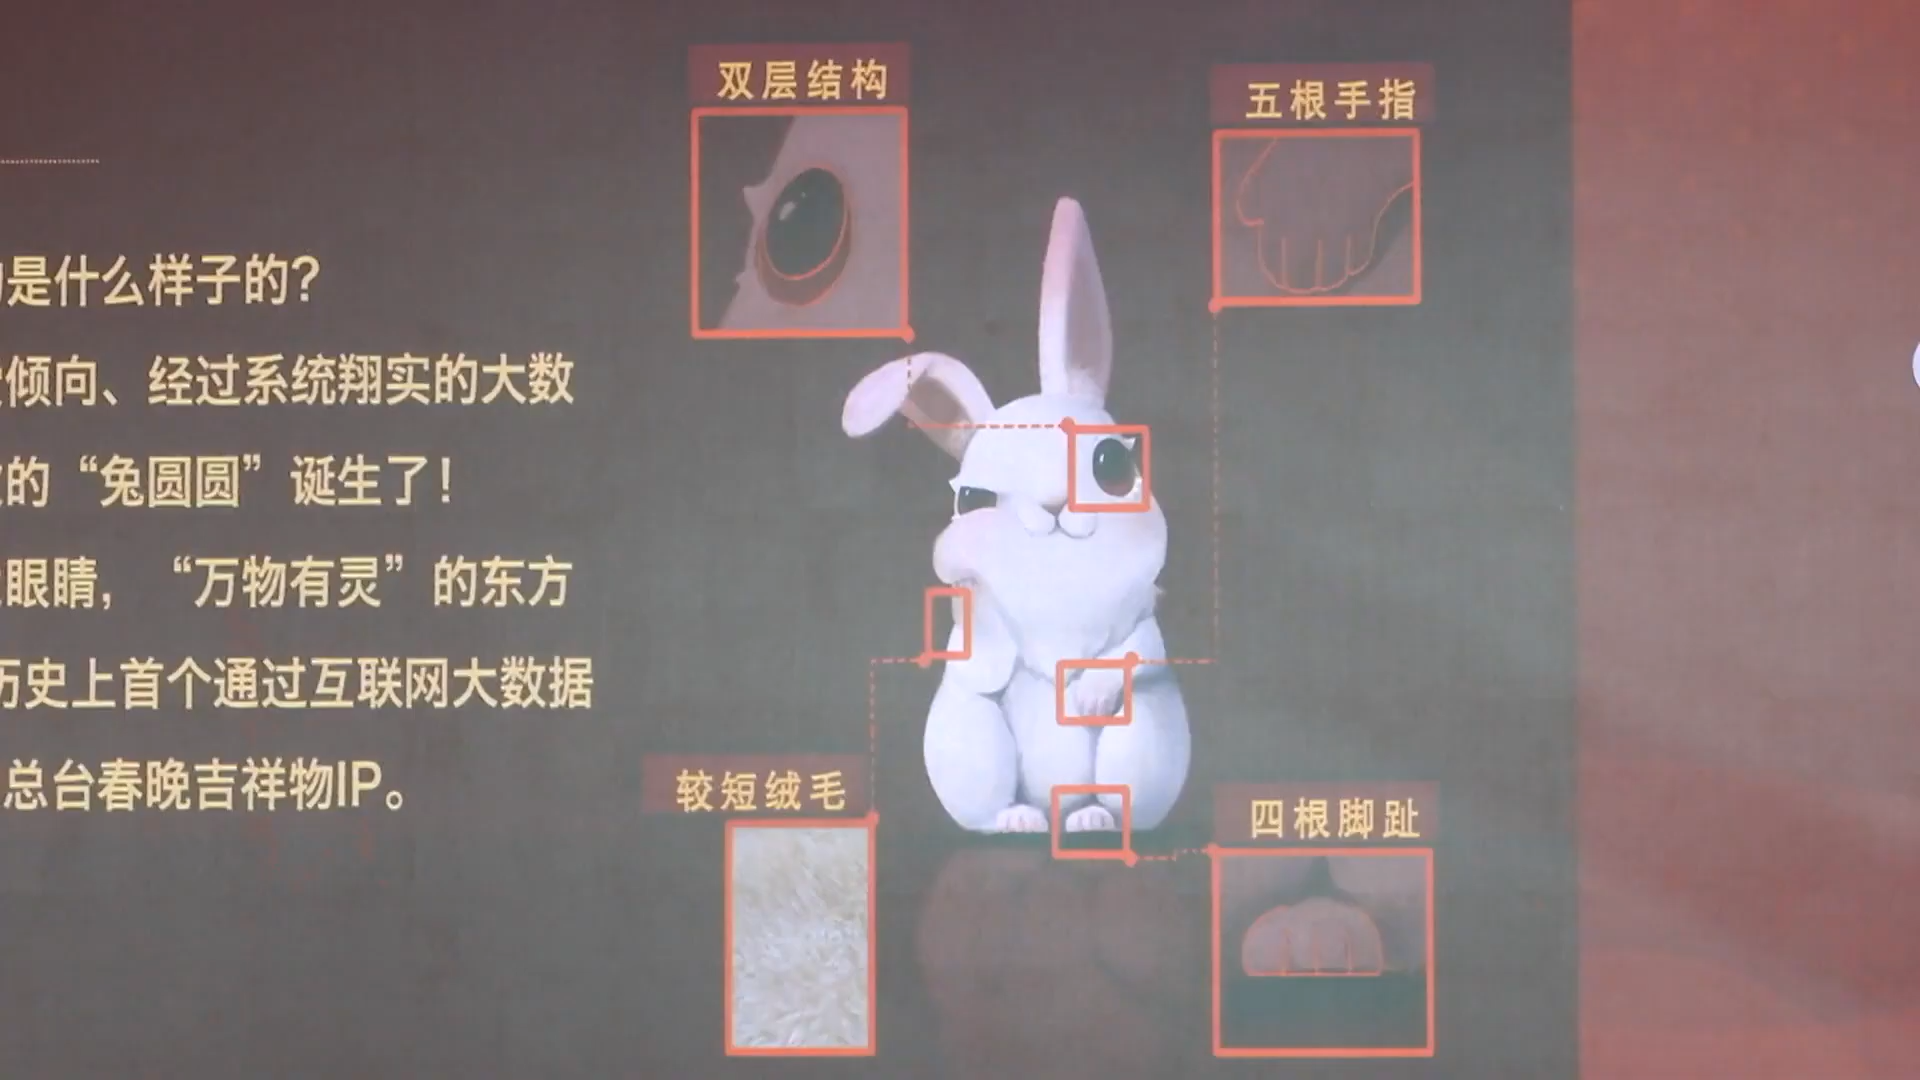 双层结构
五根手指
是什么样子的？
倾向、经过系统翔实的大数
的“兔圆圆”诞生了！
眼睛，“万物有灵”的东方
历史上首个通过互联网大数据
总台春晚吉祥物IP。
较短绒毛
四根脚趾